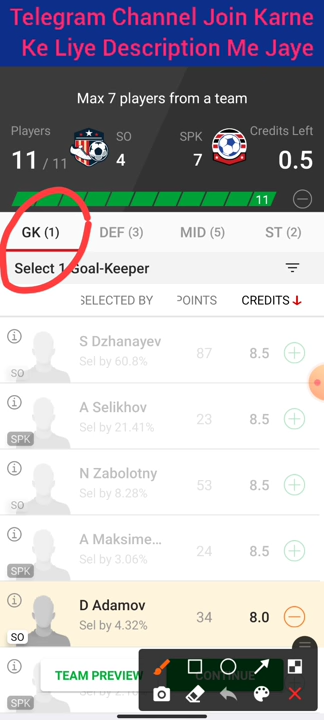 Telegram Channel Join Karne
Ke Liye Description Me Jaye
Max 7 players from a team
Players SO SPK Credits Left
11 / 11 4 7 0.5
11
GK (1) DEF (3) MID (5) ST (2)
Select 1 Goal-Keeper
SELECTED BY POINTS CREDITS
S Dzhanayev
Sel by 60.8% 87 8.5
SO
A Selikhov
Sel by 21.41% 23 8.5
SPK
N Zabolotny
Sel by 8.28% 53 8.5
SO
A Maksime...
Sel by 3.06% 24 8.5
SPK
D Adamov
Sel by 4.32% 34 8.0
SO
TEAM PREVIEW CONTINUE
SPK